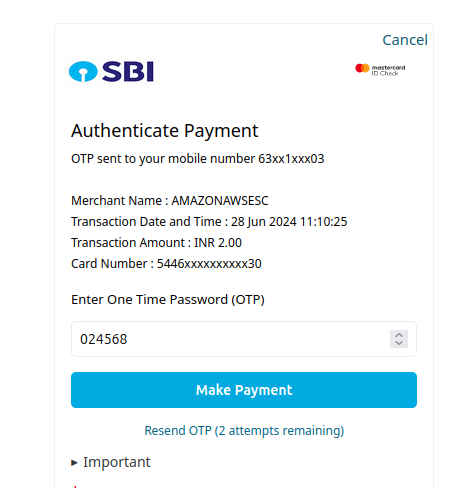 Cancel
SBI
mastercard
ID Check
Authenticate Payment
OTP sent to your mobile number 63xx1xxx03
Merchant Name : AMAZONAWSESC
Transaction Date and Time : 28 Jun 2024 11:10:25
Transaction Amount : INR 2.00
Card Number : 5446xxxxxxxxxx30
Enter One Time Password (OTP)
024568
Make Payment
Resend OTP (2 attempts remaining)
▸ Important